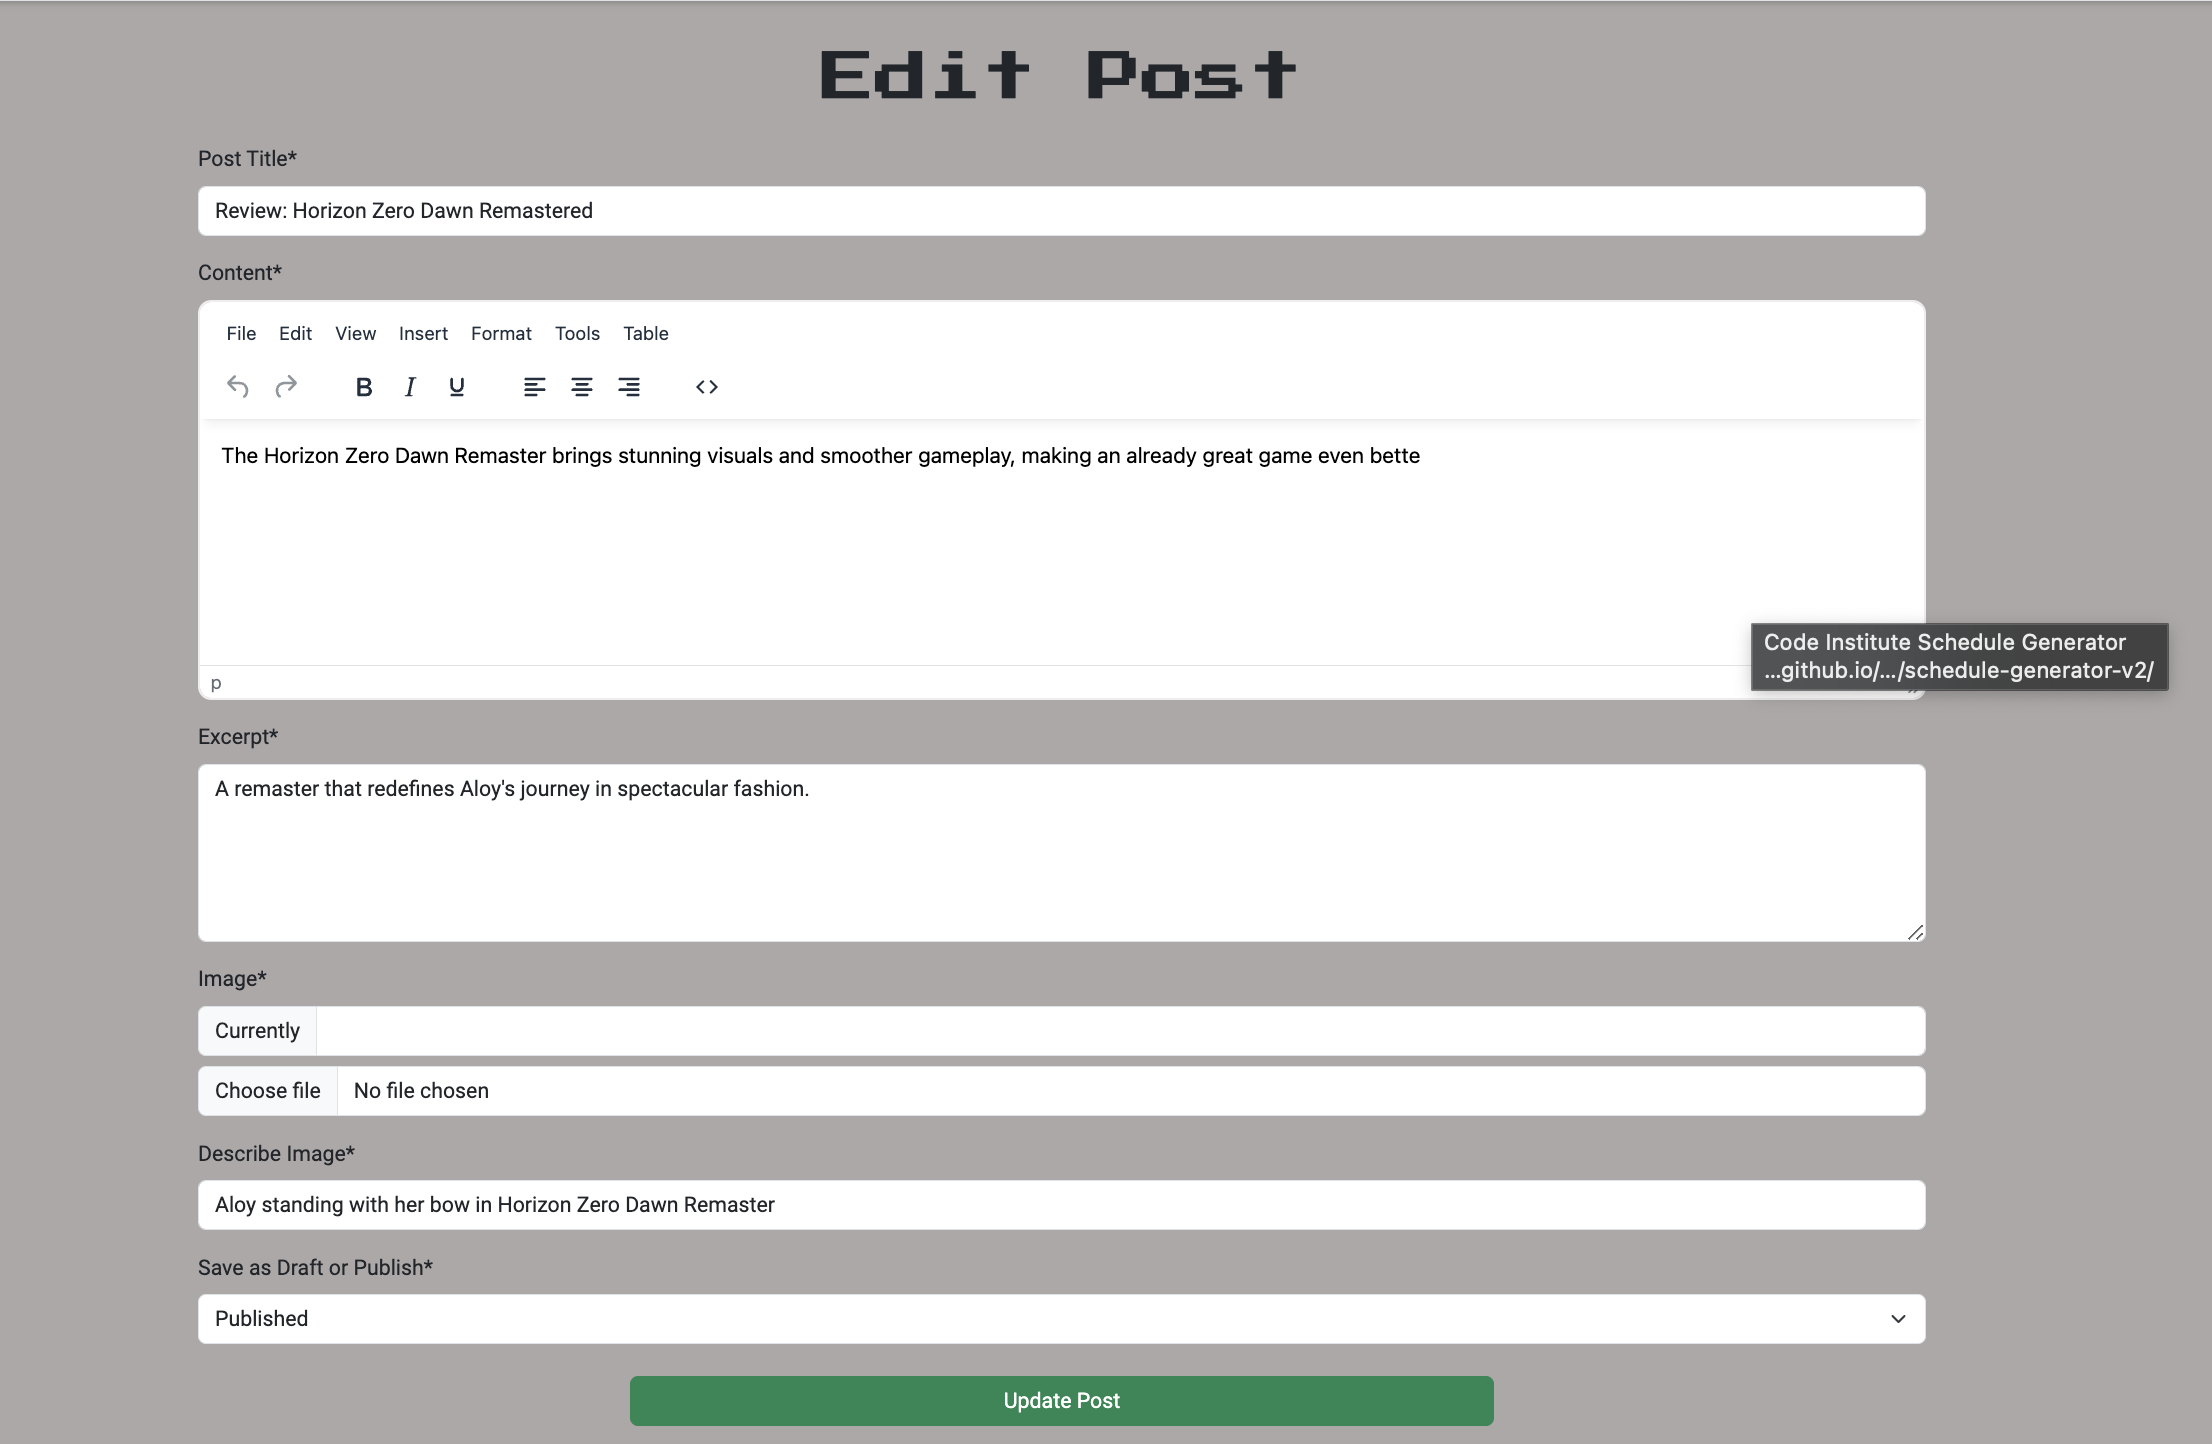 Edit Post
Post Title*
Review: Horizon Zero Dawn Remastered
Content*
File Edit View Insert Format Tools Table
B I U <>
The Horizon Zero Dawn Remaster brings stunning visuals and smoother gameplay, making an already great game even bette
Code Institute Schedule Generator
...github.io/.../schedule-generator-v2/
p
Excerpt*
A remaster that redefines Aloy's journey in spectacular fashion.
Image*
Currently
Choose file No file chosen
Describe Image*
Aloy standing with her bow in Horizon Zero Dawn Remaster
Save as Draft or Publish*
Published
Update Post